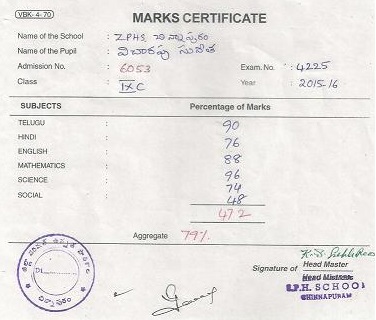 VBK- 4- 70
MARKS CERTIFICATE
Name of the School : ZPHS చిన్నాపురం
Name of the Pupil : సునీత
Admission No. : 6053 Exam.No. : 4225
Class : IX C Year : 2015-16
SUBJECTS Percentage of Marks
TELUGU 90
HINDI 76
ENGLISH 88
MATHEMATICS 96
SCIENCE 74
SOCIAL 48
472
Aggregate 79%
Signature of Head Master
Head Master
Z.P.H. SCHOOL
CHINNAPURAM